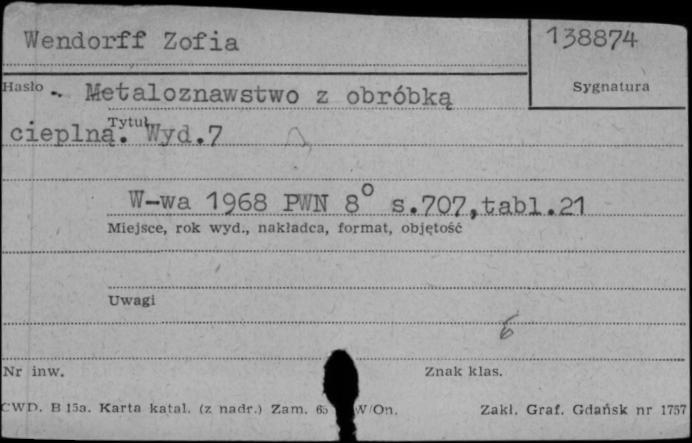 Wendorff Zofia
138874
Hasło
Sygnatura
- Metaloznawstwo z obróbką
Tytuł
cieplną. Wyd.7
W-wa 1968 PWN 8° s.707,tabl.21
Miejsce, rok wyd., nakładca, format, objętość
Uwagi
6
Nr inw.
Znak klas.
CWD. B 15a. Karta katal. (z nadr.) Zam. 65 W/On.
Zakl. Graf. Gdańsk nr 1757